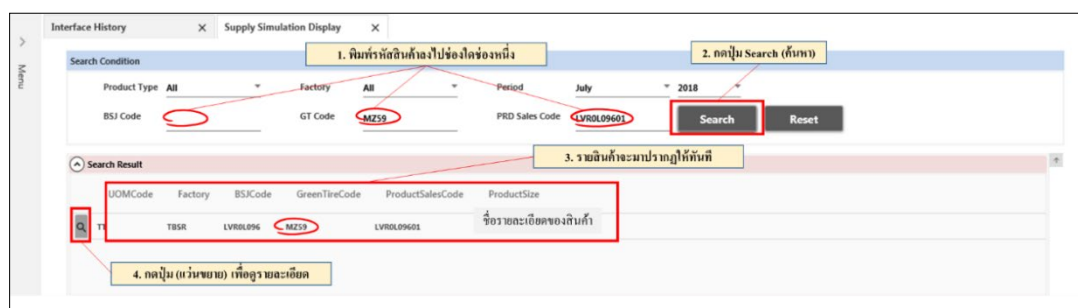 Interface History X Supply Simulation Display X
Menu
1. พิมพ์รหัสสินค้าลงไปช่องใดช่องหนึ่ง
2. กดปุ่ม Search (ค้นหา)
Search Condition
Product Type All Factory All Period July 2018
BSJ Code GT Code MZ59 PRD Sales Code LVR0L09601 Search Reset
3. รายสินค้าจะมาปรากฏให้ทันที
Search Result
UOMCode Factory BSJCode GreenTireCode ProductSalesCode ProductSize
TBSR LVR0L096 MZ59 LVR0L09601 ชื่อรายละเอียดของสินค้า
4. กดปุ่ม (แว่นขยาย) เพื่อดูรายละเอียด